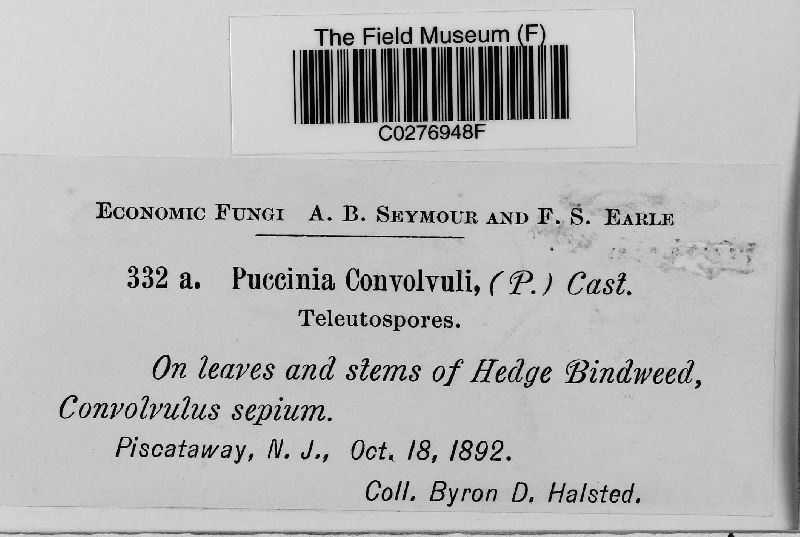 The Field Museum (F)
C0276948F
Economic Fungi A. B. Seymour and F. S. Earle
332 a. Puccinia Convolvuli, (P.) Cast.
Teleutospores.
On leaves and stems of Hedge Bindweed,
Convolvulus sepium.
Piscataway, N. J., Oct. 18, 1892.
Coll. Byron D. Halsted.